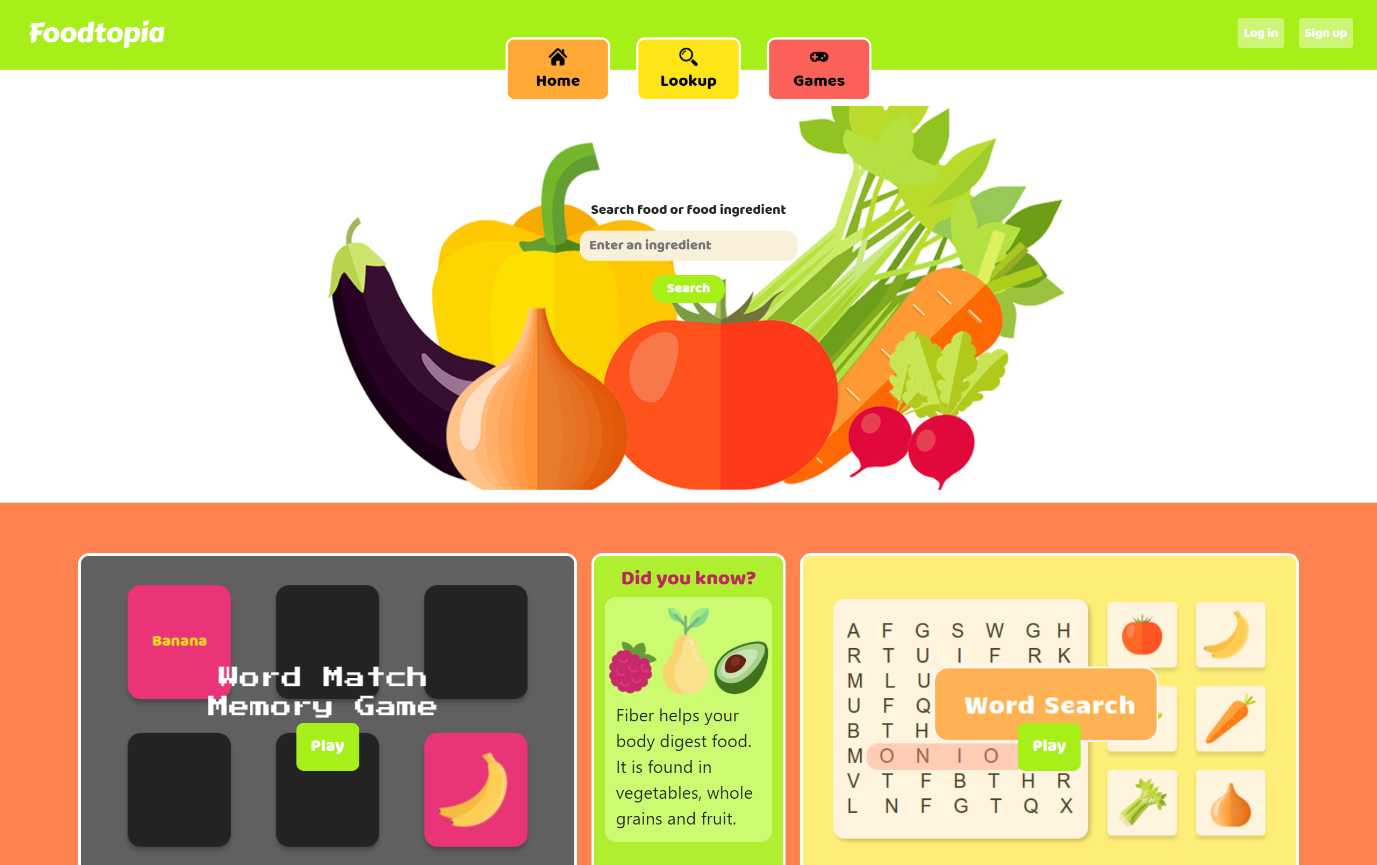 Foodtopia
Log in
Sign up
Home
Lookup
Games
Search food or food ingredient
Enter an ingredient
Search
Banana
Word Match
Memory Game
Play
Did you know?
Fiber helps your
body digest food.
It is found in
vegetables, whole
grains and fruit.
A F G S W G H
R T U I F R K
M L U
U F Q
B T H
M O N I O
V T F B T H R
L N F G T Q X
Word Search
Play